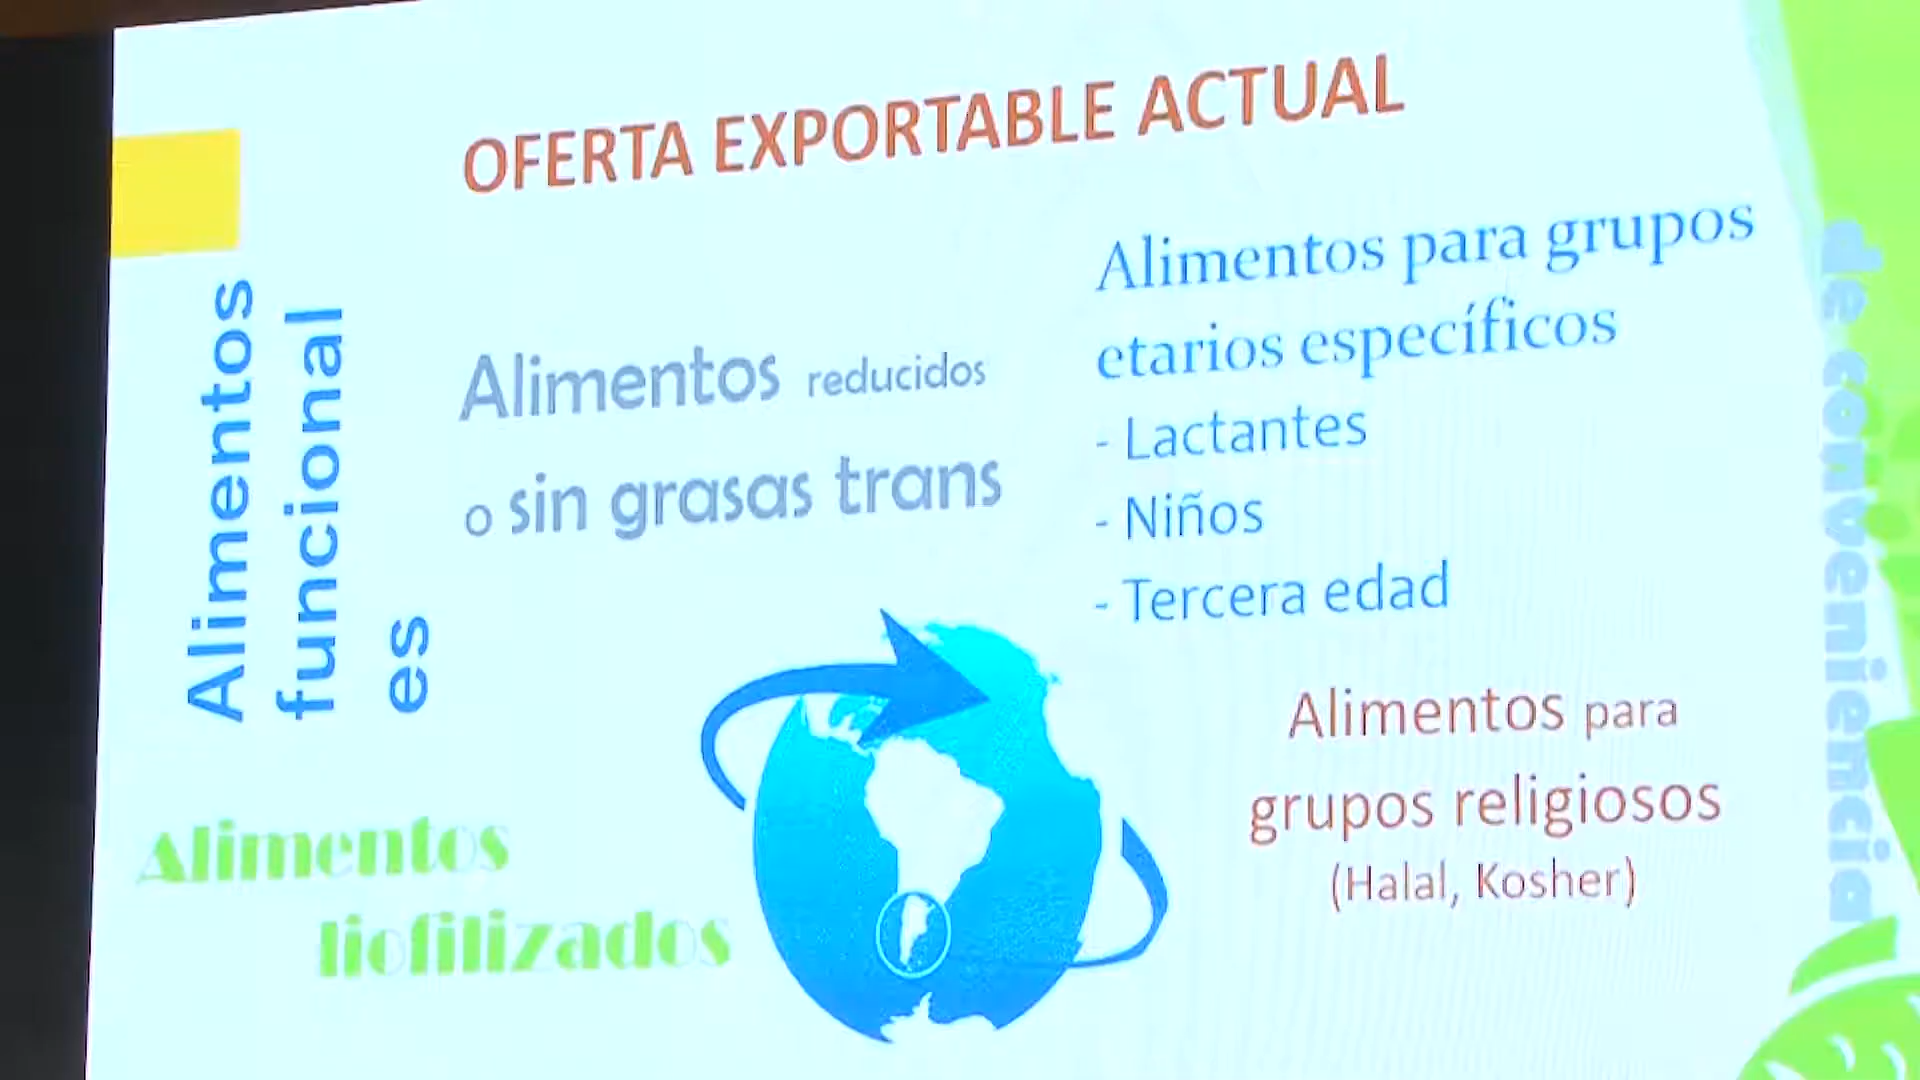 OFERTA EXPORTABLE ACTUAL
Alimentos
funcional
es
Alimentos reducidos
o sin grasas trans
Alimentos para grupos
etarios específicos
- Lactantes
- Niños
- Tercera edad
Alimentos para
grupos religiosos
(Halal, Kosher)
Alimentos
liofilizados
de conveniencia